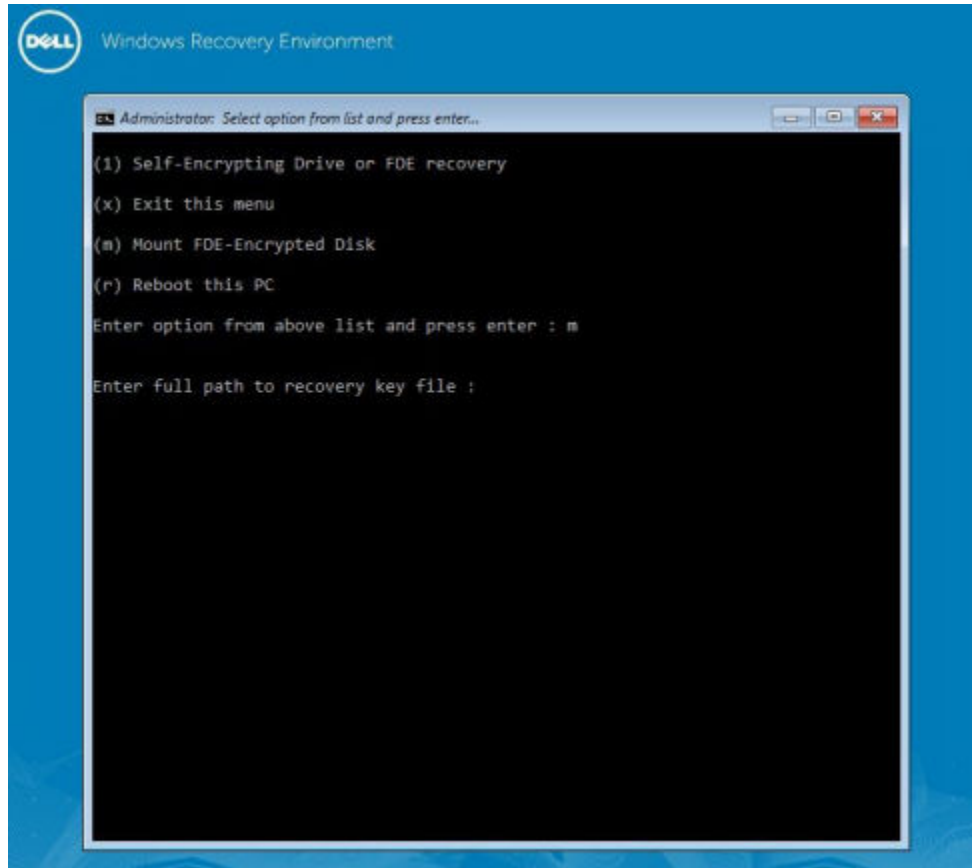 DELL
Windows Recovery Environment
Administrator: Select option from list and press enter...
(1) Self-Encrypting Drive or FDE recovery
(x) Exit this menu
(m) Mount FDE-Encrypted Disk
(r) Reboot this PC
Enter option from above list and press enter : m
Enter full path to recovery key file :